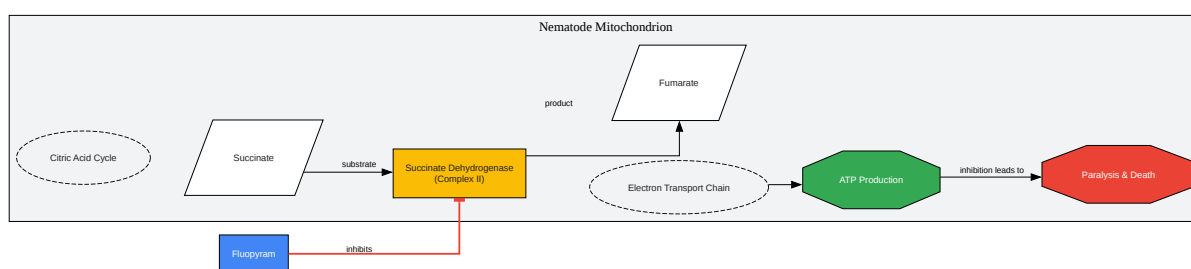 Nematode Mitochondrion
Fumarate
product
Citric Acid Cycle
Succinate
substrate
Succinate Dehydrogenase
(Complex II)
Electron Transport Chain
ATP Production
inhibition leads to
Paralysis & Death
Fluopyram
inhibits